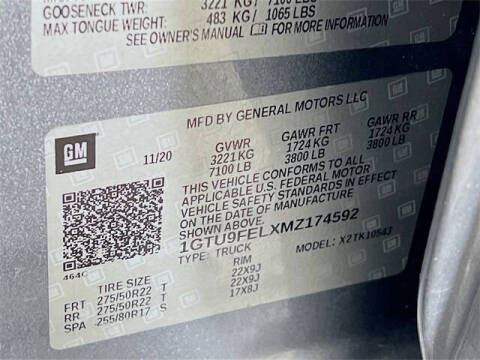 3221 KG / 7100 LBS
GOOSENECK TWR:
483 KG / 1065 LBS
MAX TONGUE WEIGHT:
SEE OWNER'S MANUAL FOR
MFD BY GENERAL MOTORS LLC
GM
11/20
GVWR GAWR FRT GAWR RR
3221 KG 1724 KG 1724 KG
7100 LB 3800 LB 3800 LB
THIS VEHICLE CONFORMS TO ALL
APPLICABLE U.S. FEDERAL MOTOR
VEHICLE SAFETY STANDARDS IN EFFECT
ON THE DATE OF MANUFACTURE SHOWN ABOVE.
1GTU9FELXMZ174592
TYPE: TRUCK MODEL: X2TK10543
464C
TIRE SIZE RIM
FRT 275/50R22 T 22X9J
RR 275/50R22 T 22X9J
SPA 255/80R17 S 17X8J